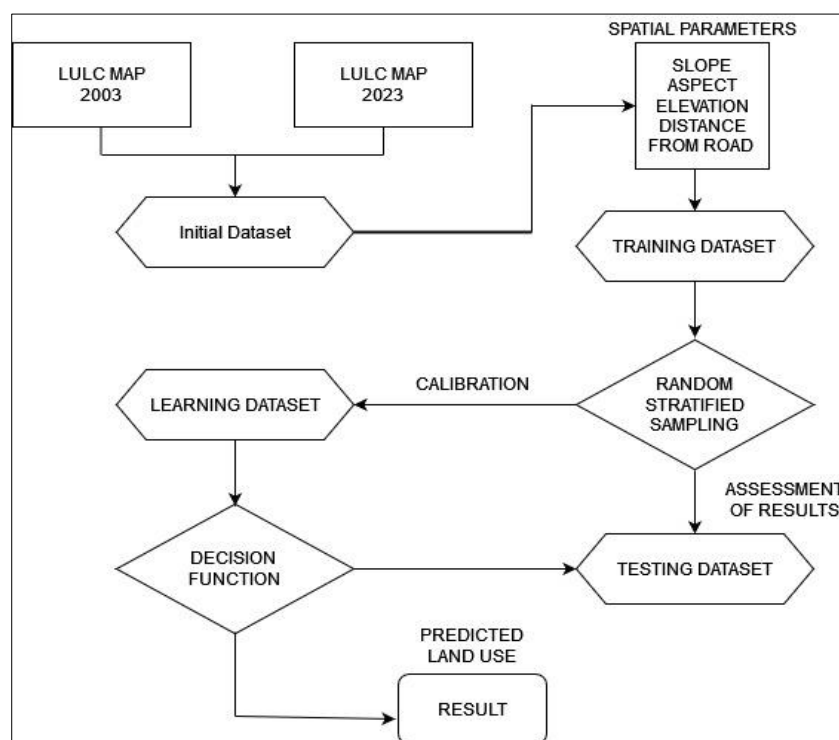 SPATIAL PARAMETERS
LULC MAP
2003
LULC MAP
2023
SLOPE
ASPECT
ELEVATION
DISTANCE
FROM ROAD
Initial Dataset
TRAINING DATASET
LEARNING DATASET
CALIBRATION
RANDOM
STRATIFIED
SAMPLING
ASSESSMENT
OF RESULTS
DECISION
FUNCTION
TESTING DATASET
PREDICTED
LAND USE
RESULT